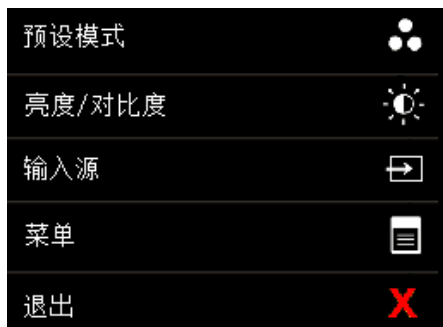 预设模式
亮度/对比度
输入源
菜单
退出